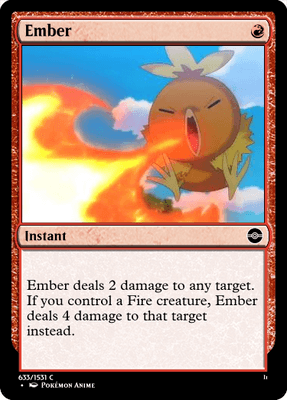 Ember
Instant
Ember deals 2 damage to any target.
If you control a Fire creature, Ember
deals 4 damage to that target
instead.
633/1531 C
Pokémon Anime